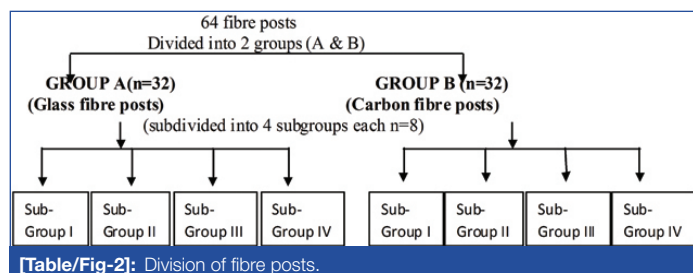 64 fibre posts
Divided into 2 groups (A & B)
GROUP A(n=32)
(Glass fibre posts)
GROUP B (n=32)
(Carbon fibre posts)
(subdivided into 4 subgroups each n=8)
Sub-
Group I
Sub-
Group II
Sub-
Group III
Sub-
Group IV
Sub-
Group I
Sub-
Group II
Sub-
Group III
Sub-
Group IV
[Table/Fig-2]: Division of fibre posts.